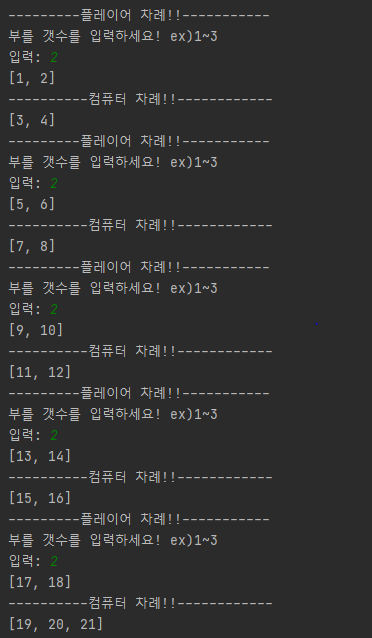 ---------플레이어 차례!!-----------
부를 갯수를 입력하세요! ex)1~3
입력: 2
[1, 2]
----------컴퓨터 차례!!------------
[3, 4]
---------플레이어 차례!!-----------
부를 갯수를 입력하세요! ex)1~3
입력: 2
[5, 6]
----------컴퓨터 차례!!------------
[7, 8]
---------플레이어 차례!!-----------
부를 갯수를 입력하세요! ex)1~3
입력: 2
[9, 10]
----------컴퓨터 차례!!------------
[11, 12]
---------플레이어 차례!!-----------
부를 갯수를 입력하세요! ex)1~3
입력: 2
[13, 14]
----------컴퓨터 차례!!------------
[15, 16]
---------플레이어 차례!!-----------
부를 갯수를 입력하세요! ex)1~3
입력: 2
[17, 18]
----------컴퓨터 차례!!------------
[19, 20, 21]